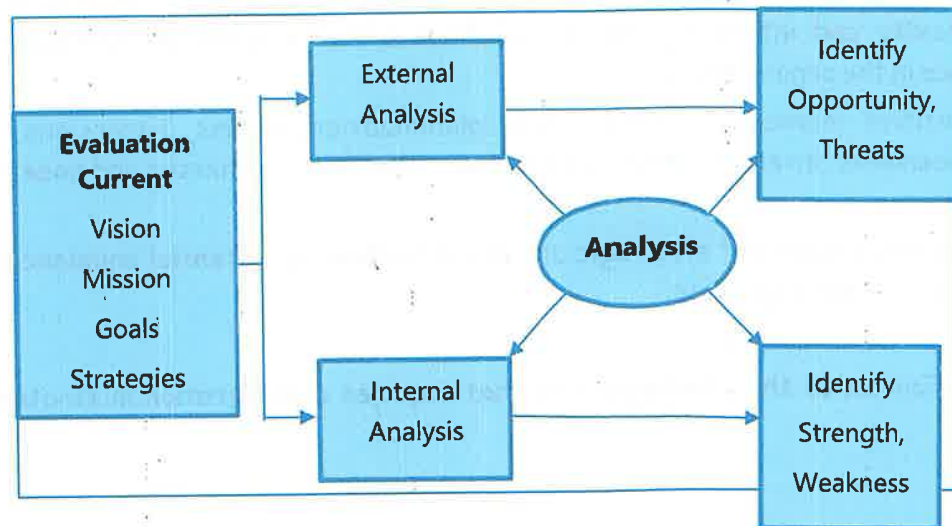 Evaluation
Current
Vision
Mission
Goals
Strategies
External
Analysis
Identify
Opportunity,
Threats
Analysis
Internal
Analysis
Identify
Strength,
Weakness